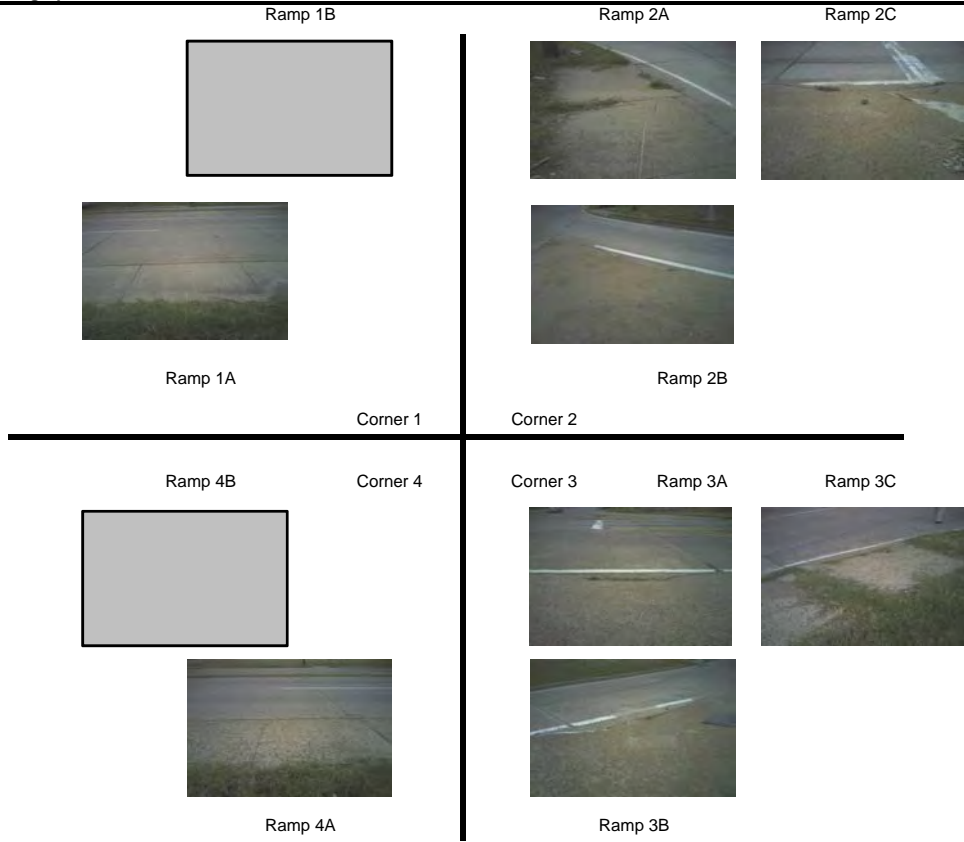 Ramp 1B
Ramp 2A
Ramp 2C
Ramp 1A
Ramp 2B
Corner 1
Corner 2
Ramp 4B
Corner 4
Corner 3
Ramp 3A
Ramp 3C
Ramp 4A
Ramp 3B